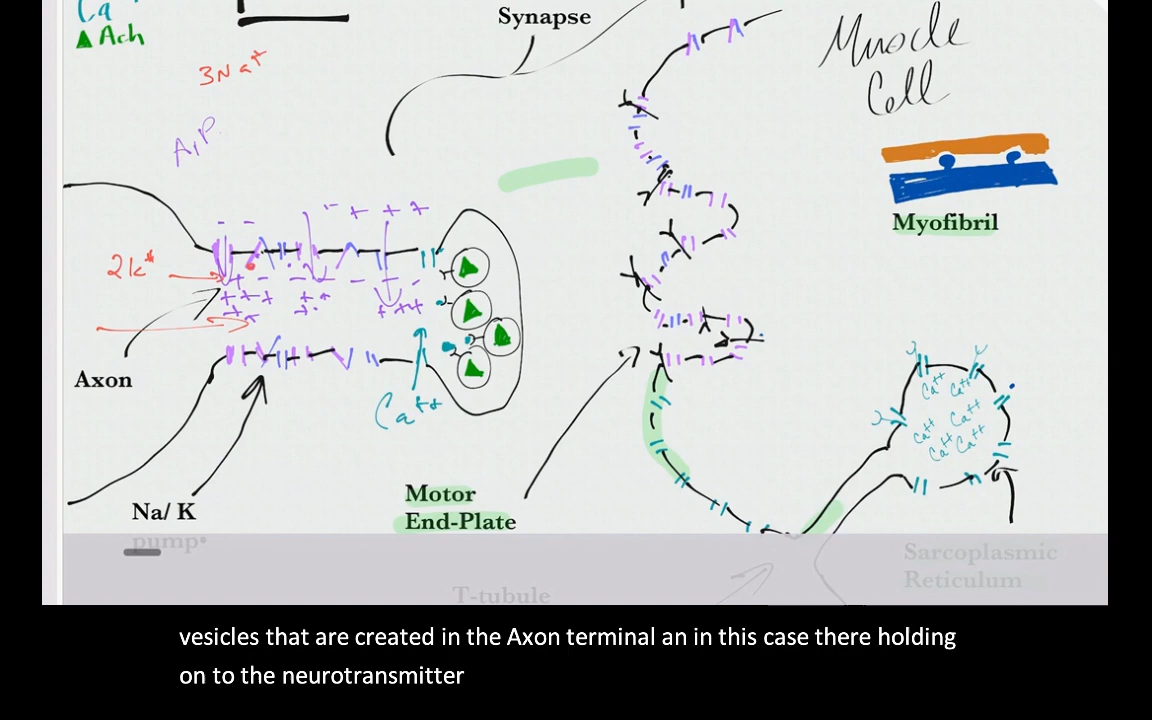 Ca
▲ Ach
3Na+
A.P.
Synapse
Muscle
Cell
Myofibril
- -
- + + +
2k+
+ + +
+ +
Axon
Ca++
Na/ K
pump
Motor
End-Plate
T-tubule
Ca++ Ca++
Ca++ Ca++
Ca++ Ca++
Sarcoplasmic
Reticulum
vesicles that are created in the Axon terminal an in this case there holding
on to the neurotransmitter